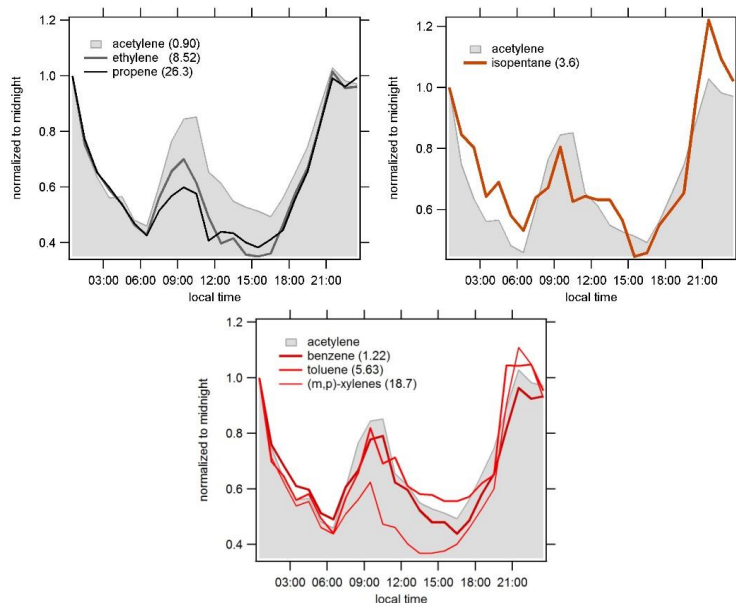 1.2
1.0
0.8
0.6
0.4
normalized to midnight
acetylene (0.90)
ethylene (8.52)
propene (26.3)
03:00 06:00 09:00 12:00 15:00 18:00 21:00
local time
1.2
1.0
0.8
0.6
normalized to midnight
acetylene
isopentane (3.6)
03:00 06:00 09:00 12:00 15:00 18:00 21:00
local time
1.2
1.0
0.8
0.6
0.4
normalized to midnight
acetylene
benzene (1.22)
toluene (5.63)
(m,p)-xylenes (18.7)
03:00 06:00 09:00 12:00 15:00 18:00 21:00
local time